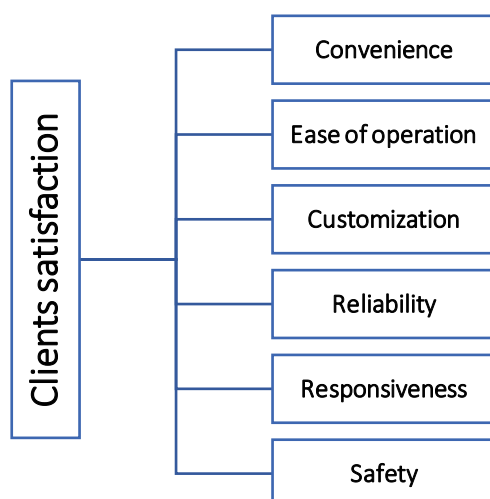 Clients satisfaction
Convenience
Ease of operation
Customization
Reliability
Responsiveness
Safety